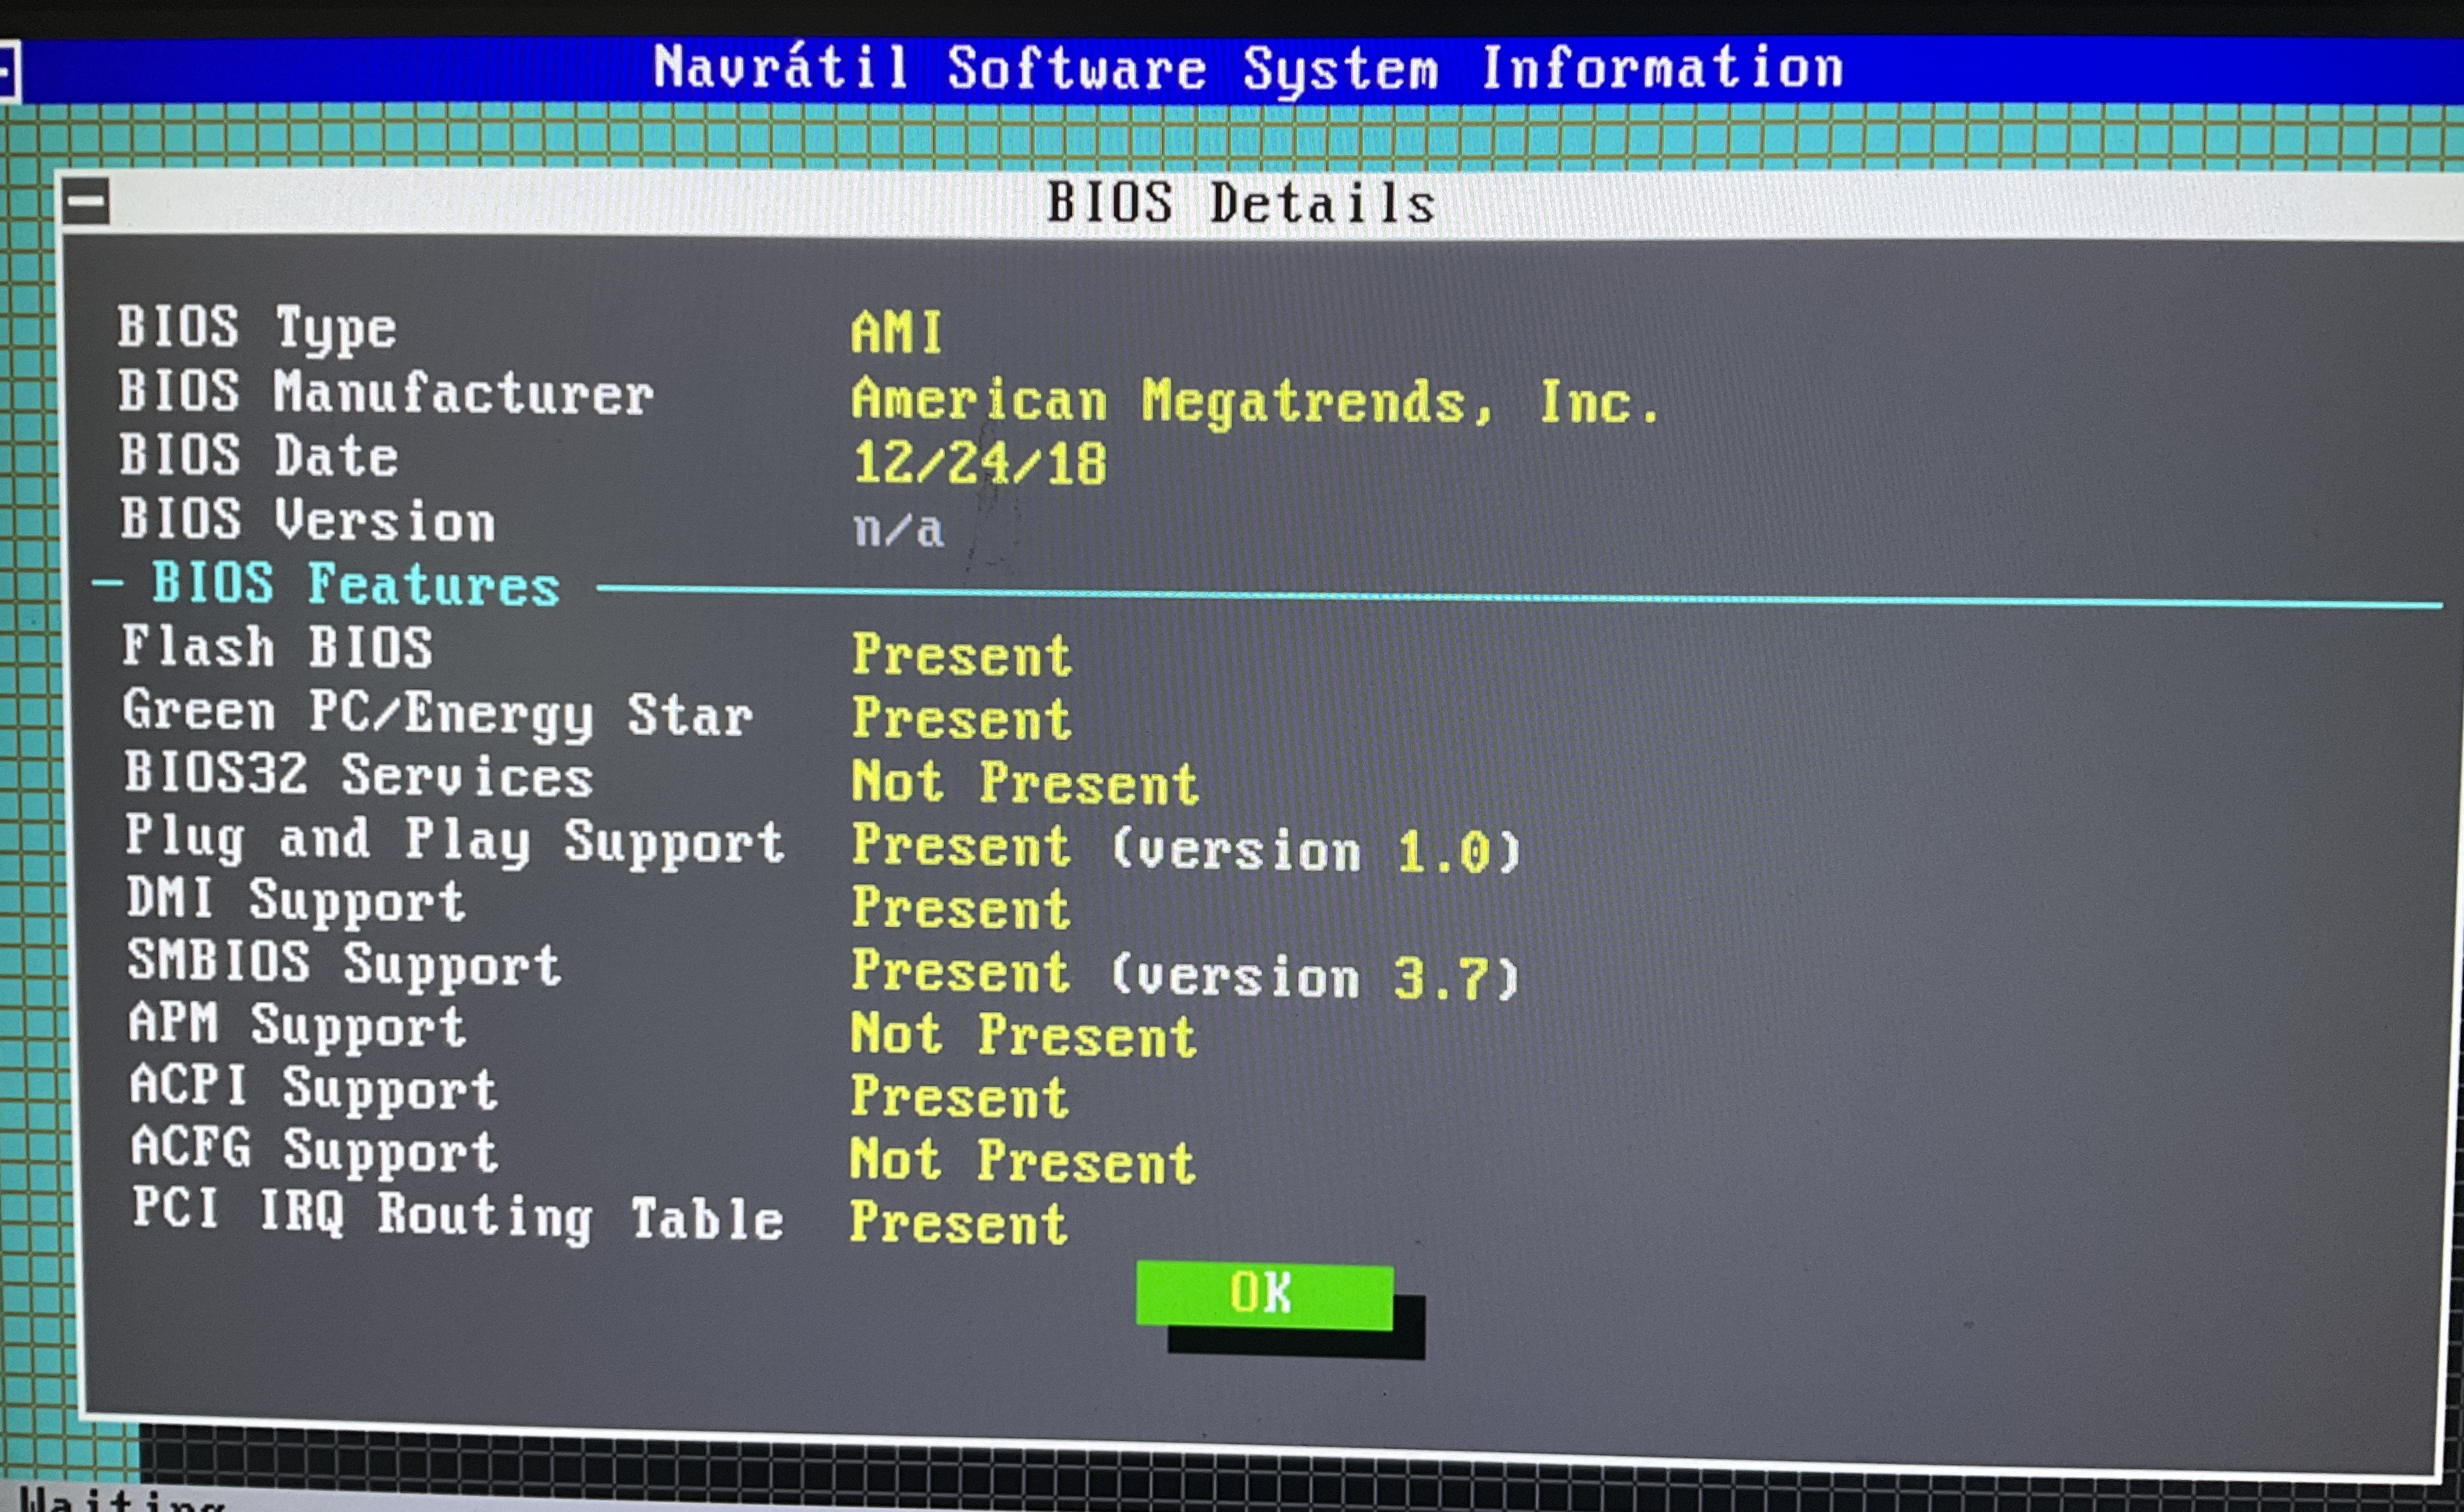 Navrátil Software System Information
BIOS Details
BIOS Type AMI
BIOS Manufacturer American Megatrends, Inc.
BIOS Date 12/24/18
BIOS Version n/a
BIOS Features
Flash BIOS Present
Green PC/Energy Star Present
BIOS32 Services Not Present
Plug and Play Support Present (version 1.0)
DMI Support Present
SMBIOS Support Present (version 3.7)
APM Support Not Present
ACPI Support Present
ACFG Support Not Present
PCI IRQ Routing Table Present
OK
Waiting